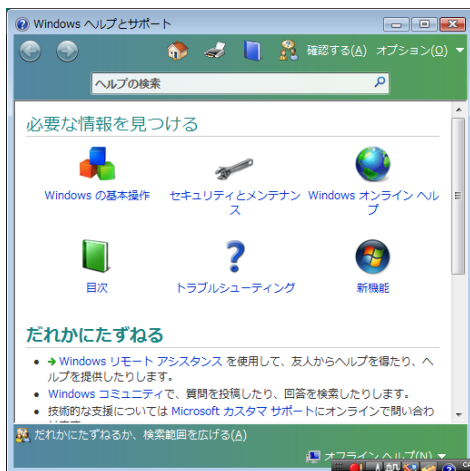 Windows ヘルプとサポート
確認する(A) オプション(O)
ヘルプの検索
必要な情報を見つける
Windows の基本操作
セキュリティとメンテナン
ス
Windows オンライン ヘル
プ
目次
トラブルシューティング
新機能
だれかにたずねる
Windows リモート アシスタンス を使用して、友人からヘルプを得たり、ヘ
ルプを提供したりします。
Windows コミュニティで、質問を投稿したり、回答を検索したりします。
技術的な支援については Microsoft カスタマ サポートにオンラインで問い合わ
だれかにたずねるか、検索範囲を広げる(A)
オフライン ヘルプ(N)